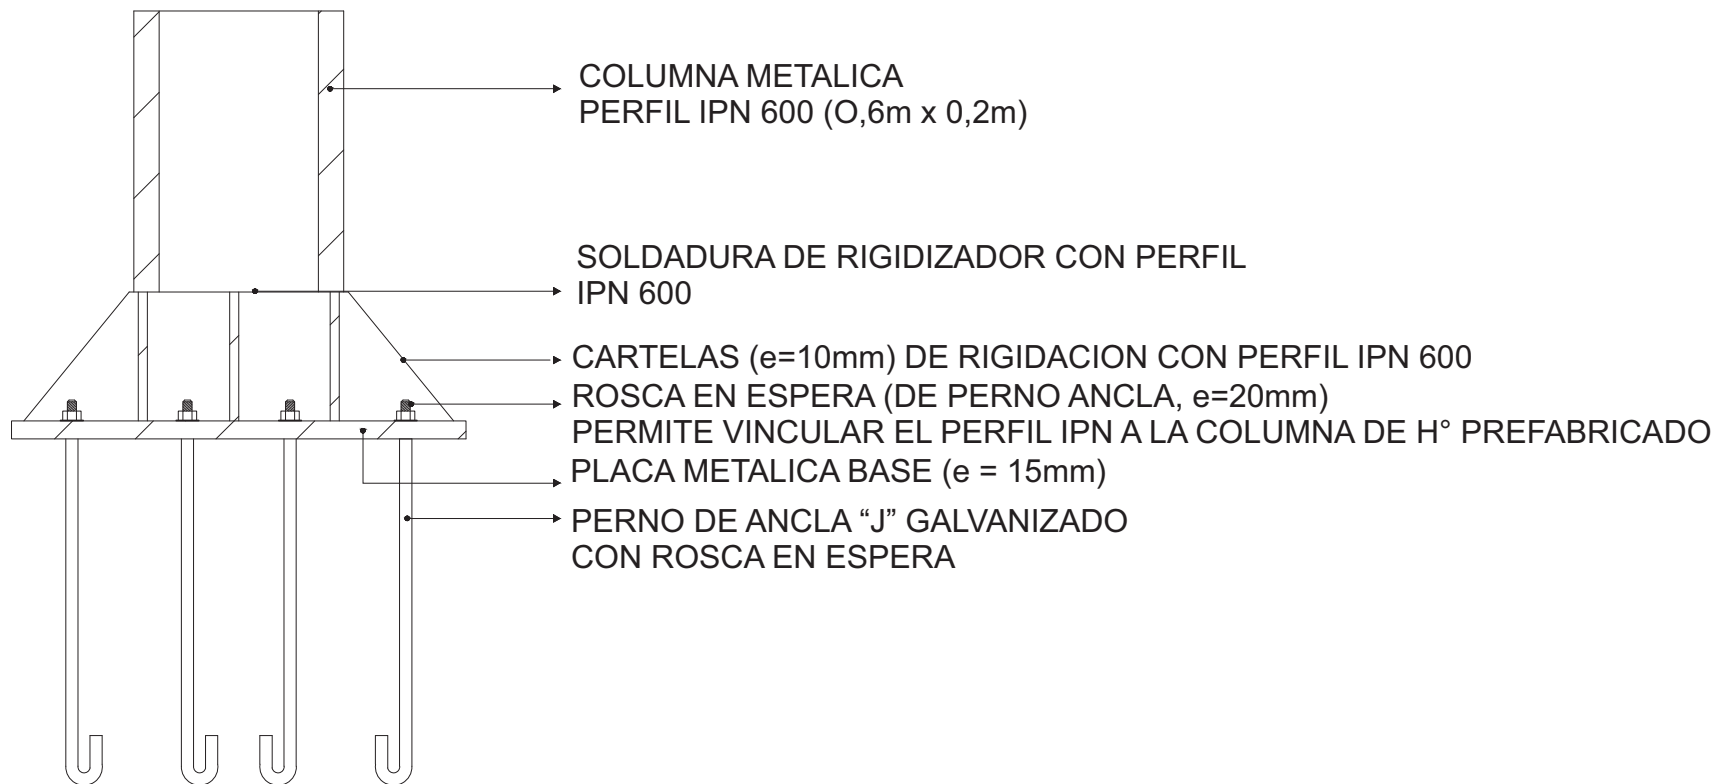 COLUMNA METALICA
PERFIL IPN 600 (O,6m x 0,2m)
SOLDADURA DE RIGIDIZADOR CON PERFIL
IPN 600
CARTELAS (e=10mm) DE RIGIDACION CON PERFIL IPN 600
ROSCA EN ESPERA (DE PERNO ANCLA, e=20mm)
PERMITE VINCULAR EL PERFIL IPN A LA COLUMNA DE H° PREFABRICADO
PLACA METALICA BASE (e = 15mm)
PERNO DE ANCLA “J” GALVANIZADO
CON ROSCA EN ESPERA